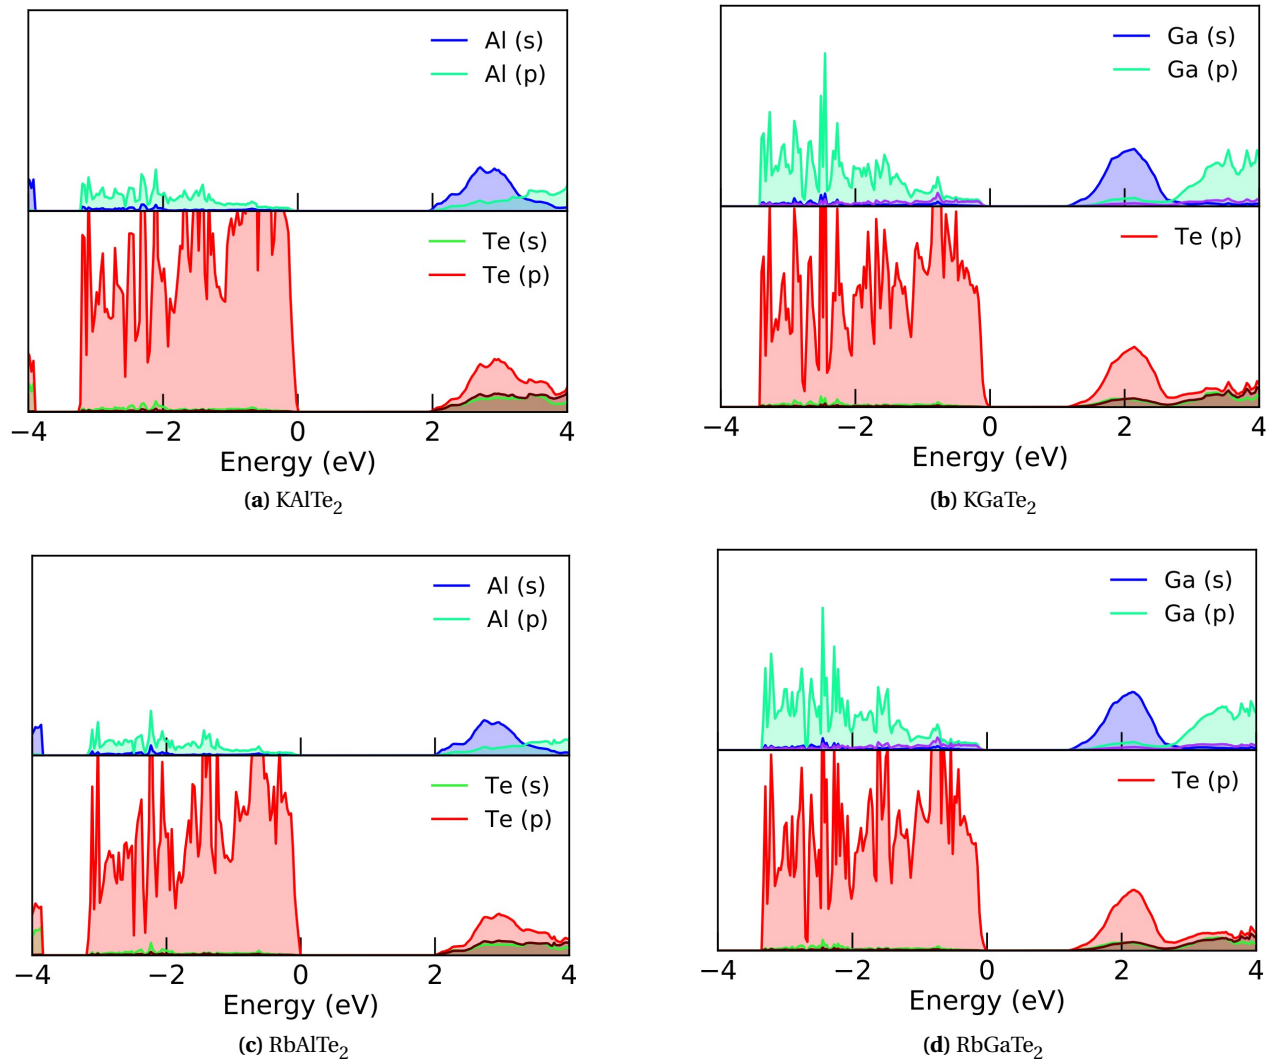 Al (s)
Al (p)
Te (s)
Te (p)
−4 −2 0 2 4
Energy (eV)
(a) KAlTe2
Ga (s)
Ga (p)
Te (p)
−4 −2 0 2 4
Energy (eV)
(b) KGaTe2
Al (s)
Al (p)
Te (s)
Te (p)
−4 −2 0 2 4
Energy (eV)
(c) RbAlTe2
Ga (s)
Ga (p)
Te (p)
−4 −2 0 2 4
Energy (eV)
(d) RbGaTe2